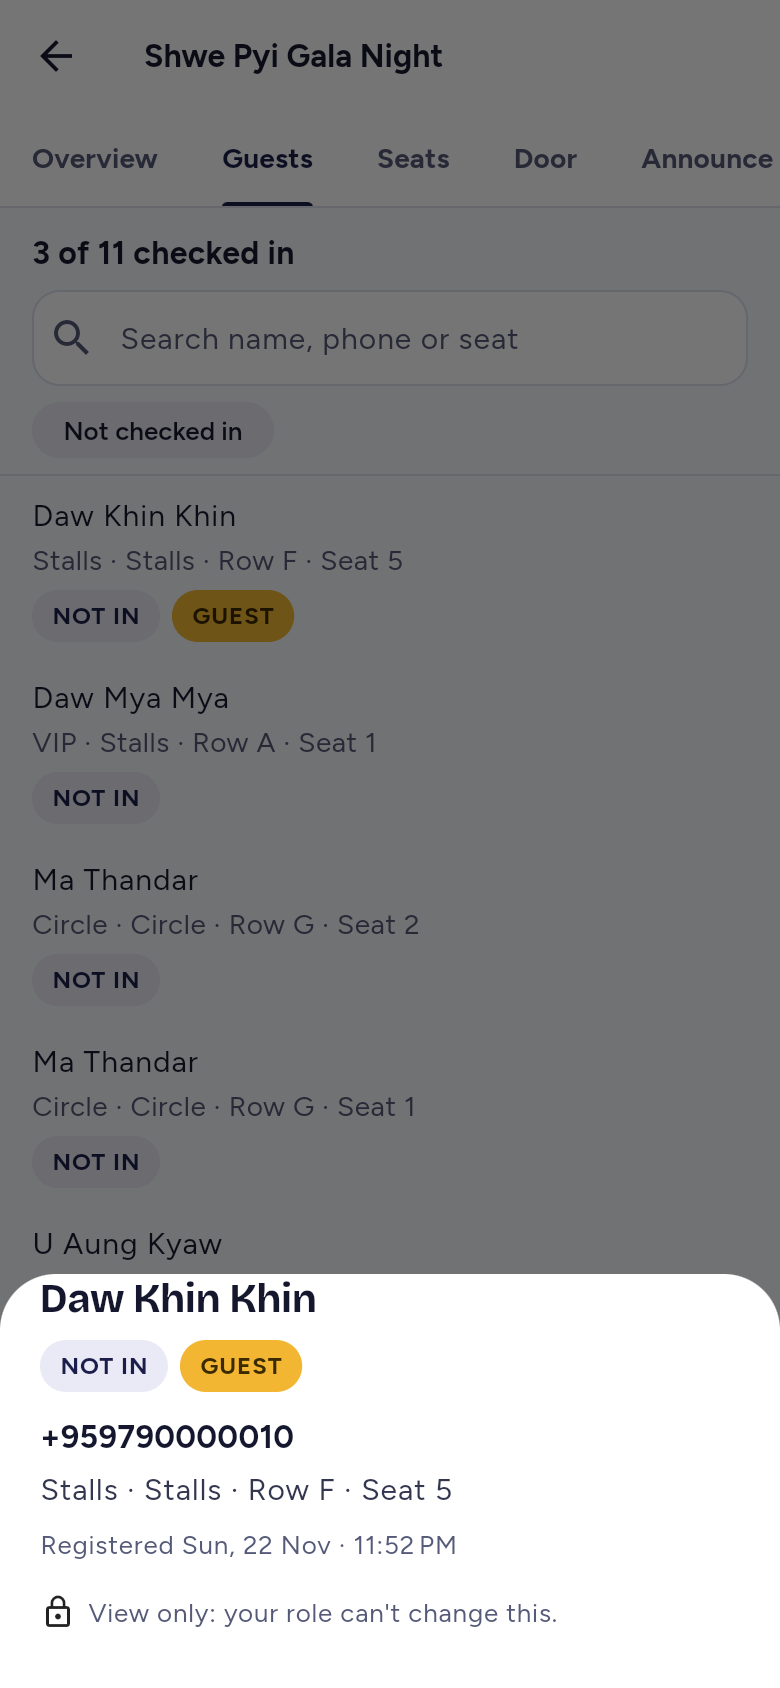 Shwe Pyi Gala Night
Overview Guests Seats Door Announce
3 of 11 checked in
Search name, phone or seat
Not checked in
Daw Khin Khin
Stalls · Stalls · Row F · Seat 5
NOT IN GUEST
Daw Mya Mya
VIP · Stalls · Row A · Seat 1
NOT IN
Ma Thandar
Circle · Circle · Row G · Seat 2
NOT IN
Ma Thandar
Circle · Circle · Row G · Seat 1
NOT IN
U Aung Kyaw
Daw Khin Khin
NOT IN GUEST
+959790000010
Stalls · Stalls · Row F · Seat 5
Registered Sun, 22 Nov · 11:52 PM
View only: your role can't change this.